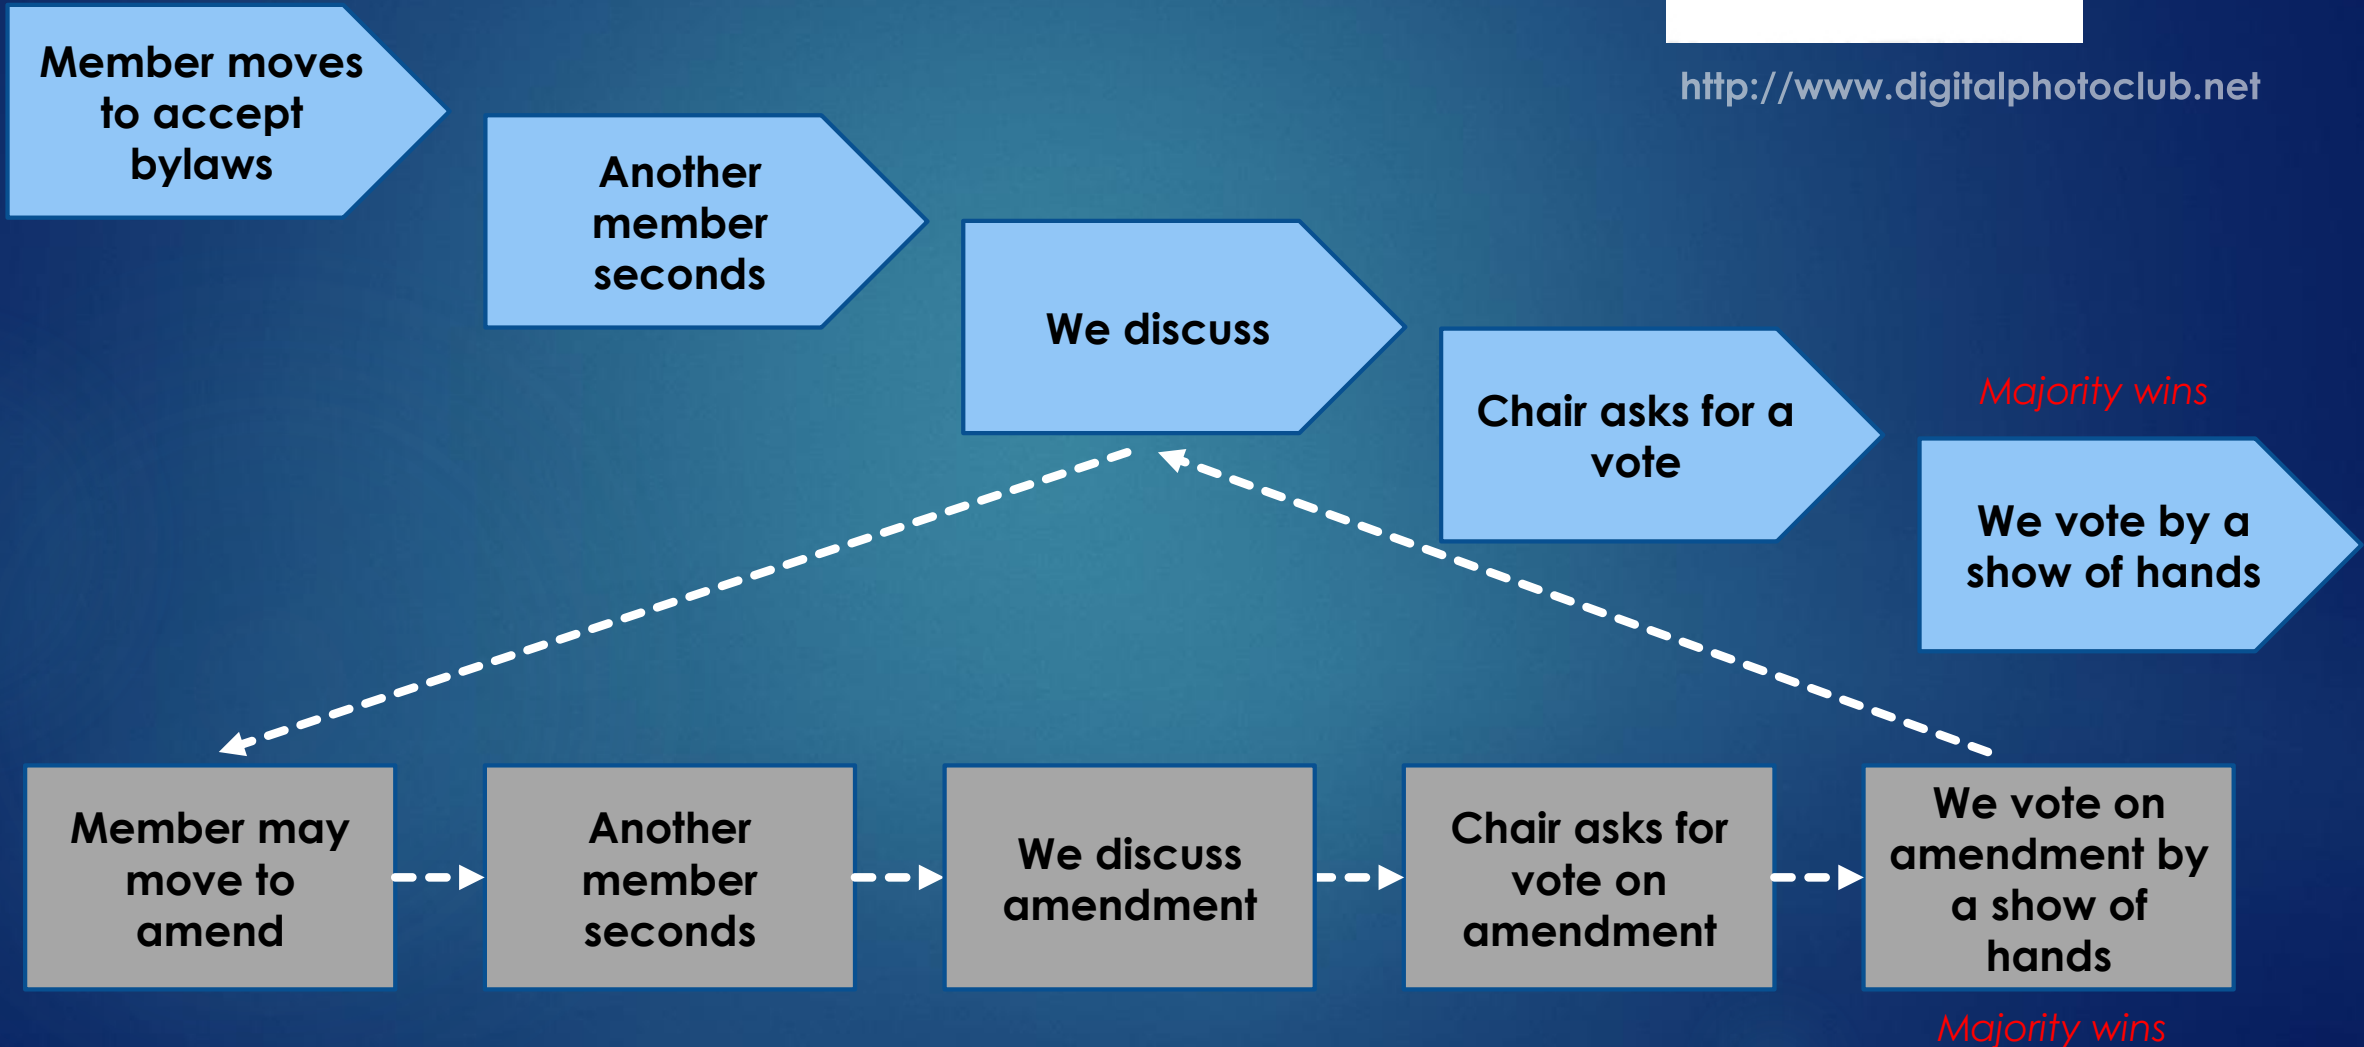 Member moves
to accept
bylaws
http://www.digitalphotoclub.net
Another
member
seconds
We discuss
Chair asks for a
vote
Majority wins
We vote by a
show of hands
Member may
move to
amend
Another
member
seconds
We discuss
amendment
Chair asks for
vote on
amendment
We vote on
amendment by
a show of
hands
Majority wins